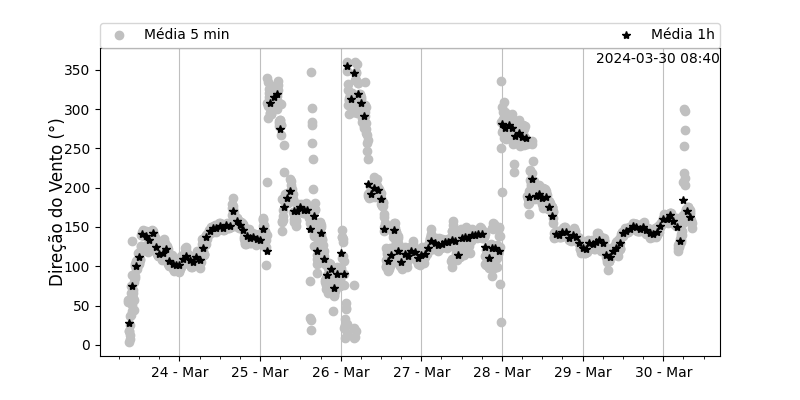 Média 5 min
Média 1h
2024-03-30 08:40
Direção do Vento (°)
350
300
250
200
150
100
50
0
24 - Mar
25 - Mar
26 - Mar
27 - Mar
28 - Mar
29 - Mar
30 - Mar